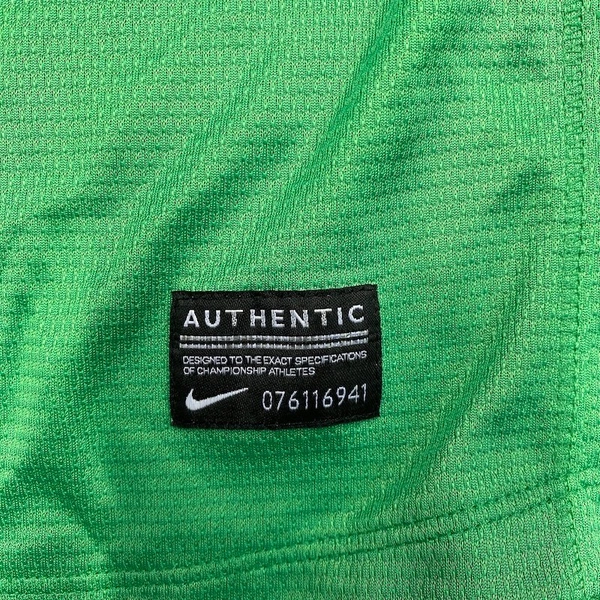 AUTHENTIC
DESIGNED TO THE EXACT SPECIFICATIONS
OF CHAMPIONSHIP ATHLETES
076116941